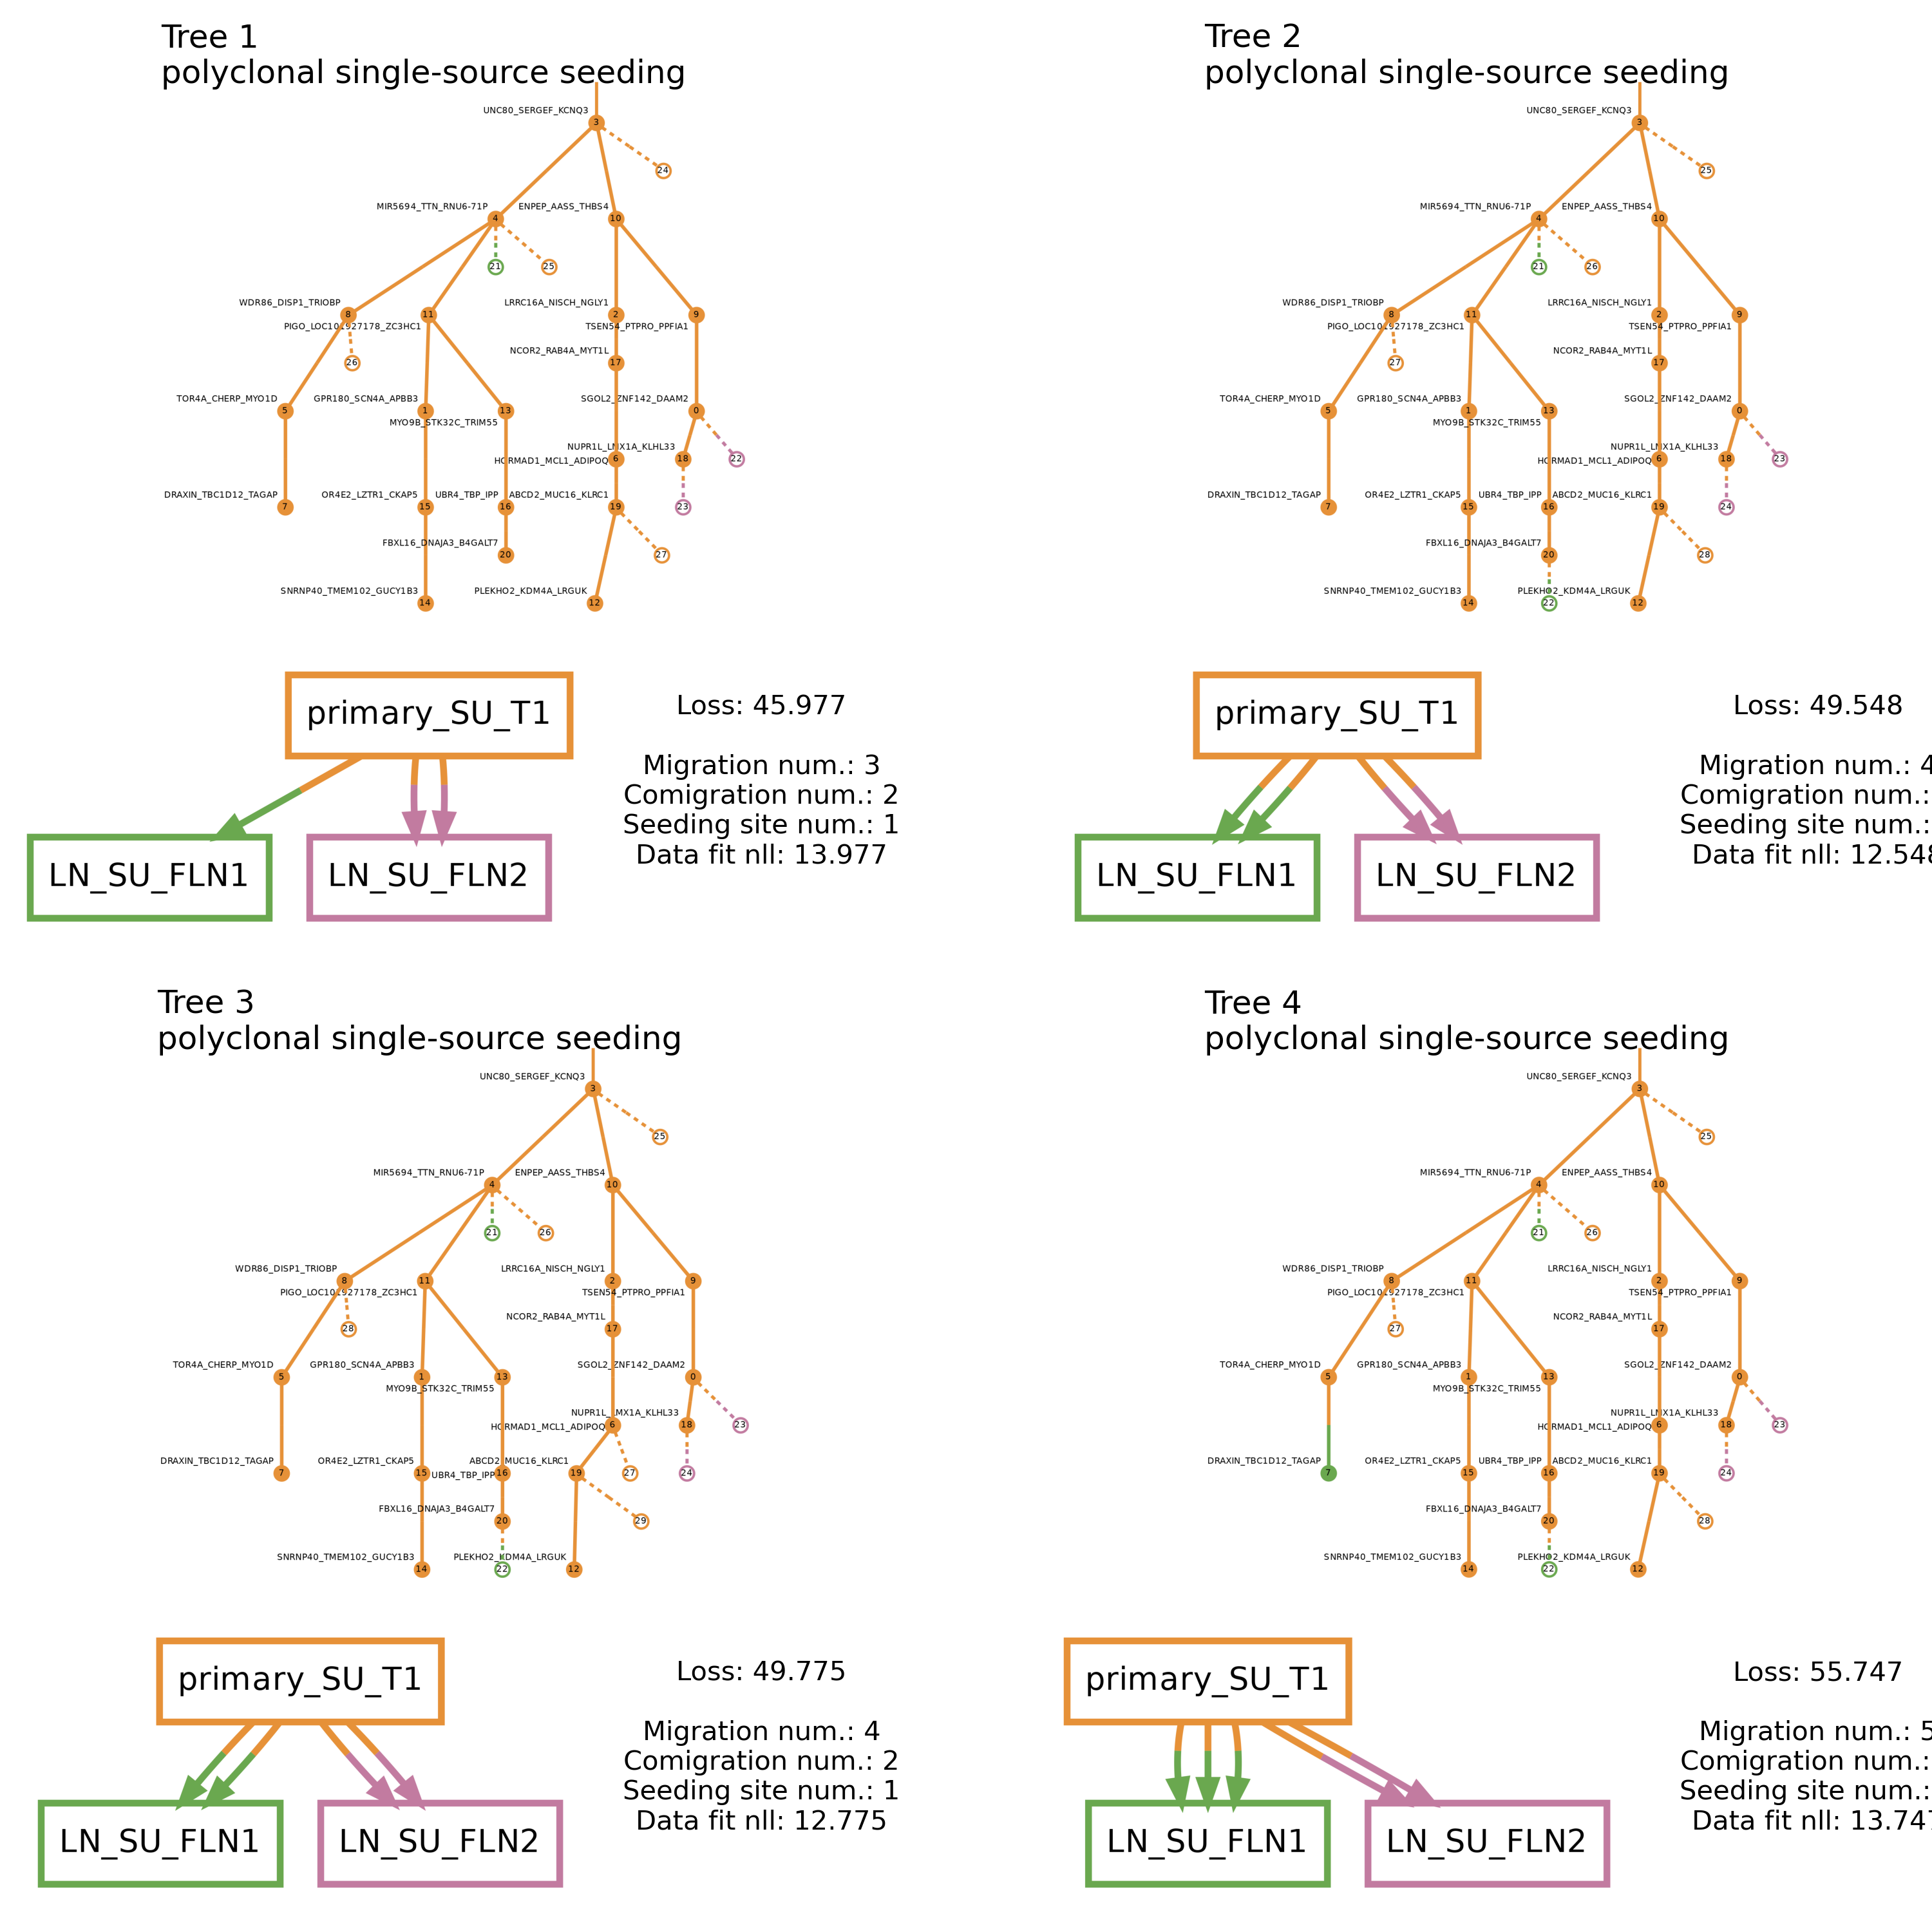 Tree 1
polyclonal single-source seeding
UNC80_SERGEF_KCNQ3
3
24
MIR5694_TTN_RNU6-71P
4
ENPEP_AASS_THBS4
10
21
25
WDR86_DISP1_TRIOBP
8
11
LRRC16A_NISCH_NGLY1
2
9
TSEN54_PTPRO_PPFIA1
NCOR2_RAB4A_MYT1L
17
26
TOR4A_CHERP_MYO1D
5
GPR180_SCN4A_APBB3
1
13
SGOL2_ZNF142_DAAM2
0
MYO9B_STK32C_TRIM55
NUPR1L_LMX1A_KLHL33
18
22
HORMAD1_MCL1_ADIPOQ
6
DRAXIN_TBC1D12_TAGAP
7
OR4E2_LZTR1_CKAP5
15
UBR4_TBP_IPP
16
ABCD2_MUC16_KLRC1
19
23
FBXL16_DNAJA3_B4GALT7
20
27
SNRNP40_TMEM102_GUCY1B3
14
PLEKHO2_KDM4A_LRGUK
12
primary_SU_T1
LN_SU_FLN1
LN_SU_FLN2
Loss: 45.977
Migration num.: 3
Comigration num.: 2
Seeding site num.: 1
Data fit nll: 13.977
Tree 2
polyclonal single-source seeding
UNC80_SERGEF_KCNQ3
3
25
MIR5694_TTN_RNU6-71P
4
ENPEP_AASS_THBS4
10
21
26
WDR86_DISP1_TRIOBP
8
11
LRRC16A_NISCH_NGLY1
2
9
TSEN54_PTPRO_PPFIA1
NCOR2_RAB4A_MYT1L
17
27
TOR4A_CHERP_MYO1D
5
GPR180_SCN4A_APBB3
1
13
SGOL2_ZNF142_DAAM2
0
MYO9B_STK32C_TRIM55
NUPR1L_LMX1A_KLHL33
18
23
HORMAD1_MCL1_ADIPOQ
6
DRAXIN_TBC1D12_TAGAP
7
OR4E2_LZTR1_CKAP5
15
UBR4_TBP_IPP
16
ABCD2_MUC16_KLRC1
19
24
FBXL16_DNAJA3_B4GALT7
20
28
SNRNP40_TMEM102_GUCY1B3
14
PLEKHO2_KDM4A_LRGUK
22
12
primary_SU_T1
LN_SU_FLN1
LN_SU_FLN2
Loss: 49.548
Migration num.: 4
Comigration num.:
Seeding site num.:
Data fit nll: 12.548
Tree 3
polyclonal single-source seeding
UNC80_SERGEF_KCNQ3
3
25
MIR5694_TTN_RNU6-71P
4
ENPEP_AASS_THBS4
10
21
26
WDR86_DISP1_TRIOBP
8
11
LRRC16A_NISCH_NGLY1
2
9
TSEN54_PTPRO_PPFIA1
NCOR2_RAB4A_MYT1L
17
28
TOR4A_CHERP_MYO1D
5
GPR180_SCN4A_APBB3
1
13
SGOL2_ZNF142_DAAM2
0
MYO9B_STK32C_TRIM55
NUPR1L_LMX1A_KLHL33
18
23
HORMAD1_MCL1_ADIPOQ
6
DRAXIN_TBC1D12_TAGAP
7
OR4E2_LZTR1_CKAP5
15
ABCD2_MUC16_KLRC1
UBR4_TBP_IPP
16
19
27
24
FBXL16_DNAJA3_B4GALT7
20
29
SNRNP40_TMEM102_GUCY1B3
14
PLEKHO2_KDM4A_LRGUK
22
12
primary_SU_T1
LN_SU_FLN1
LN_SU_FLN2
Loss: 49.775
Migration num.: 4
Comigration num.: 2
Seeding site num.: 1
Data fit nll: 12.775
Tree 4
polyclonal single-source seeding
UNC80_SERGEF_KCNQ3
3
25
MIR5694_TTN_RNU6-71P
4
ENPEP_AASS_THBS4
10
21
26
WDR86_DISP1_TRIOBP
8
11
LRRC16A_NISCH_NGLY1
2
9
TSEN54_PTPRO_PPFIA1
NCOR2_RAB4A_MYT1L
17
27
TOR4A_CHERP_MYO1D
5
GPR180_SCN4A_APBB3
1
13
SGOL2_ZNF142_DAAM2
0
MYO9B_STK32C_TRIM55
NUPR1L_LMX1A_KLHL33
18
23
HORMAD1_MCL1_ADIPOQ
6
DRAXIN_TBC1D12_TAGAP
7
OR4E2_LZTR1_CKAP5
15
UBR4_TBP_IPP
16
ABCD2_MUC16_KLRC1
19
24
FBXL16_DNAJA3_B4GALT7
20
28
SNRNP40_TMEM102_GUCY1B3
14
PLEKHO2_KDM4A_LRGUK
22
12
primary_SU_T1
LN_SU_FLN1
LN_SU_FLN2
Loss: 55.747
Migration num.: 5
Comigration num.:
Seeding site num.:
Data fit nll: 13.747